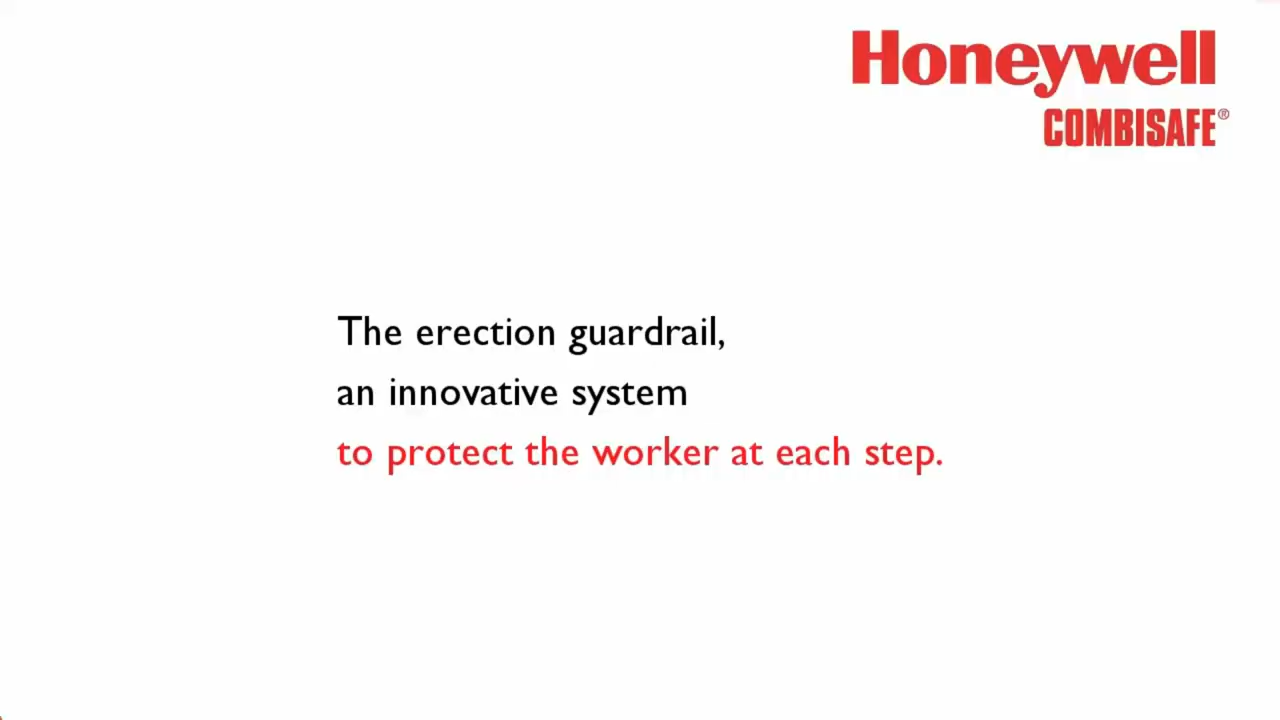 Honeywell
COMBISAFE®
The erection guardrail,
an innovative system
to protect the worker at each step.